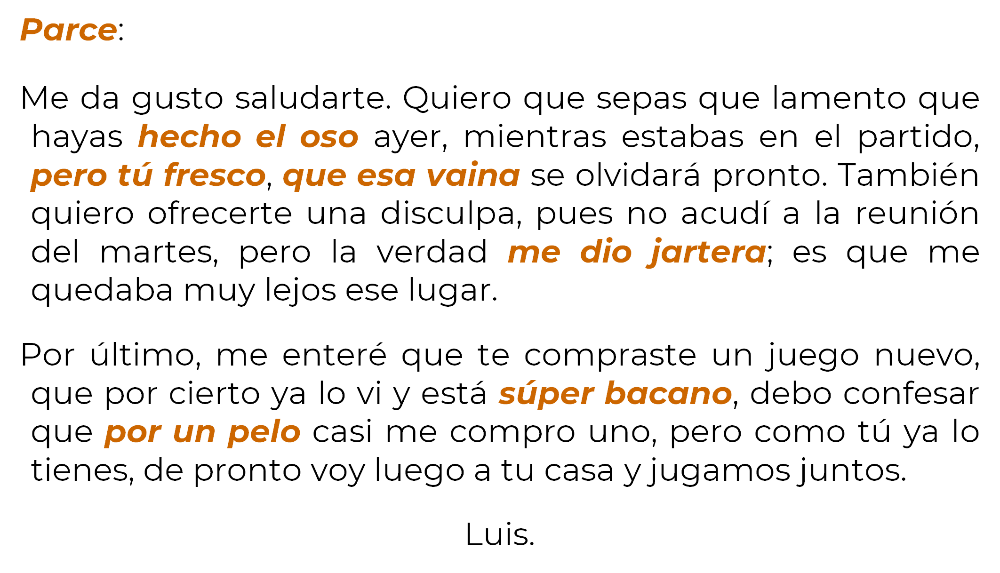 Parce:
Me da gusto saludarte. Quiero que sepas que lamento que
hayas hecho el oso ayer, mientras estabas en el partido,
pero tú fresco, que esa vaina se olvidará pronto. También
quiero ofrecerte una disculpa, pues no acudí a la reunión
del martes, pero la verdad me dio jartera; es que me
quedaba muy lejos ese lugar.
Por último, me enteré que te compraste un juego nuevo,
que por cierto ya lo vi y está súper bacano, debo confesar
que por un pelo casi me compro uno, pero como tú ya lo
tienes, de pronto voy luego a tu casa y jugamos juntos.
Luis.